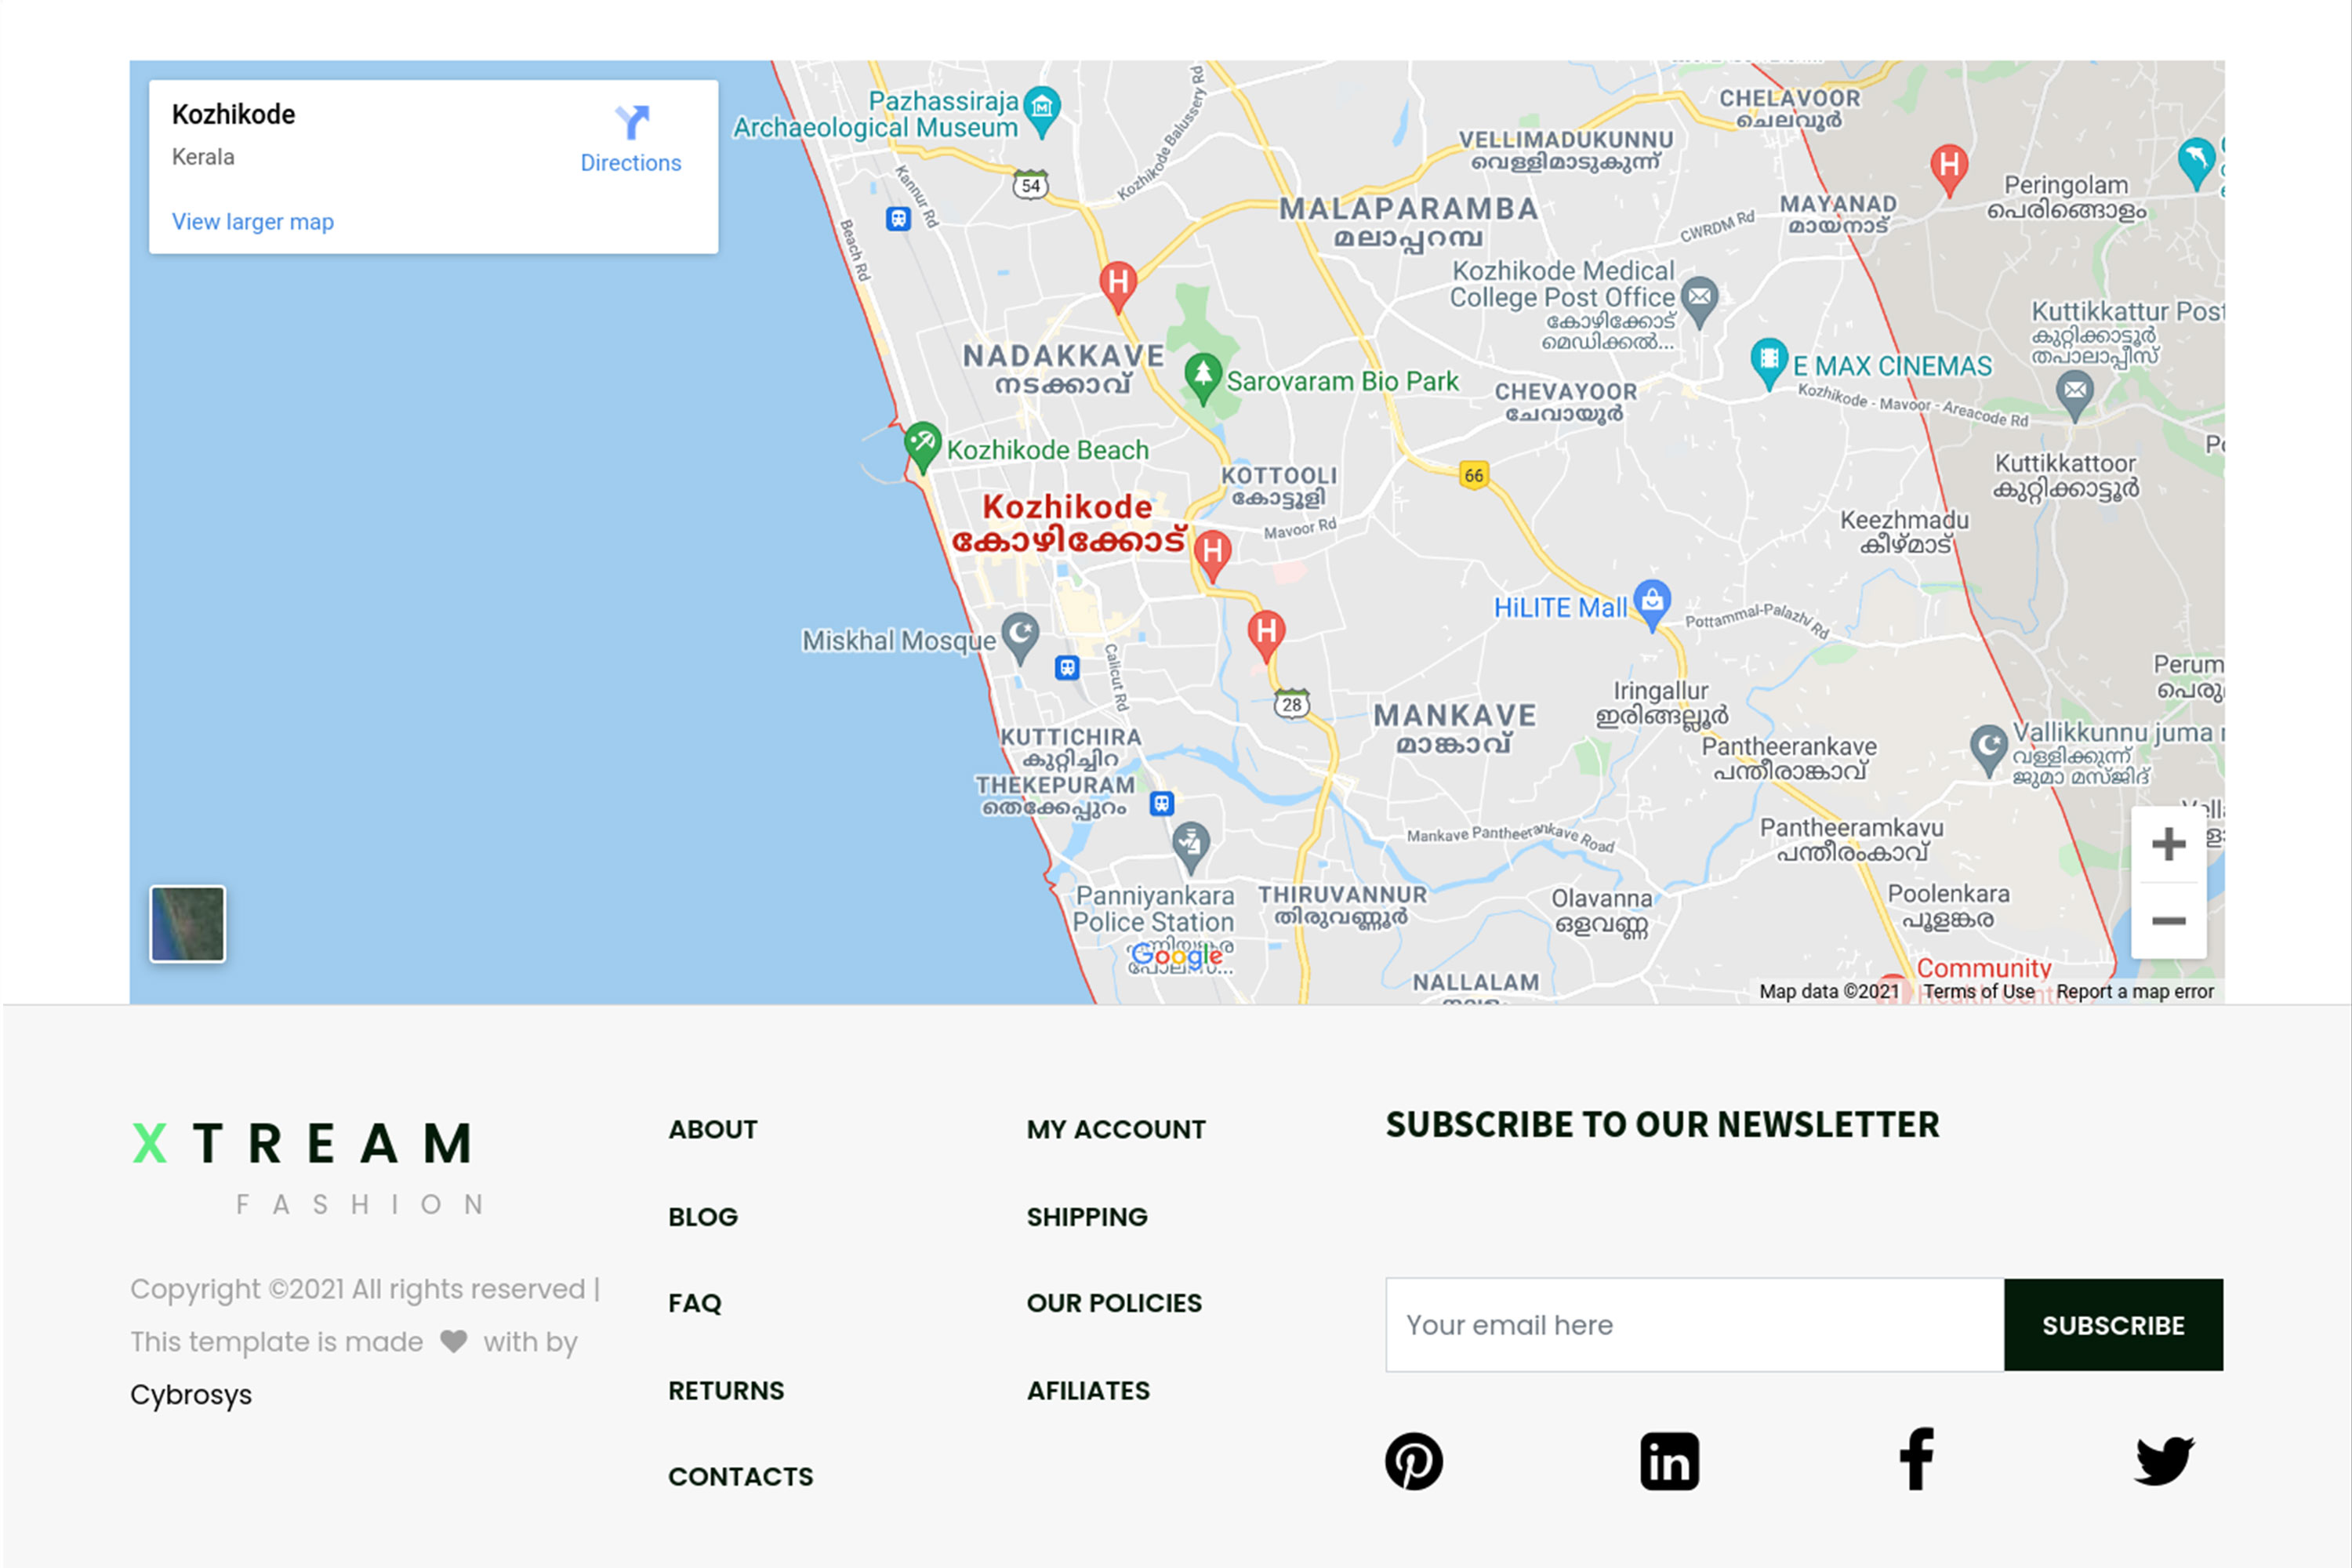 Kozhikode
Kerala
Directions
View larger map
Pazhassiraja
Archaeological Museum
Kozhikode Balussery Rd
CHELAVOOR
ചെലവൂർ
VELLIMADUKUNNU
വെള്ളിമാടുകുന്ന്
54
Kannur Rd
Beach Rd
MALAPARAMBA
മലാപ്പറമ്പ
CWRDM Rd
MAYANAD
മായനാട്
H
Peringolam
പെരിങ്ങൊളം
H
Kozhikode Medical
College Post Office
കോഴിക്കോട്
മെഡിക്കൽ...
Kuttikkattur Post
കുറ്റിക്കാട്ടൂർ
തപാലാപ്പീസ്
NADAKKAVE
നടക്കാവ്
Sarovaram Bio Park
E MAX CINEMAS
CHEVAYOOR
ചേവായൂർ
Kozhikode - Mavoor - Areacode Rd
Kozhikode Beach
KOTTOOLI
കോട്ടൂളി
66
Kuttikkattoor
കുറ്റിക്കാട്ടൂർ
Kozhikode
കോഴിക്കോട്
Mavoor Rd
H
Keezhmadu
കീഴ്മാട്
HiLITE Mall
Pottammal-Palazhi Rd
Miskhal Mosque
H
Calicut Rd
28
Perum
പെരു
Iringallur
ഇരിങ്ങല്ലൂർ
MANKAVE
മാങ്കാവ്
KUTTICHIRA
കുറ്റിച്ചിറ
Pantheerankave
പന്തീരാങ്കാവ്
Vallikkunnu juma
വള്ളിക്കുന്ന്
ജുമാ മസ്ജിദ്
THEKEPURAM
തെക്കേപ്പുറം
Mankave Pantheerankave Road
Pantheeramkavu
പന്തീരംകാവ്
Panniyankara
Police Station
THIRUVANNUR
തിരുവണ്ണൂർ
Olavanna
ഒളവണ്ണ
Poolenkara
പൂളങ്കര
Google
NALLALAM
Community
Health Centre
Map data ©2021 Terms of Use Report a map error
XTREAM
FASHION
Copyright ©2021 All rights reserved |
This template is made with by
Cybrosys
ABOUT
BLOG
FAQ
RETURNS
CONTACTS
MY ACCOUNT
SHIPPING
OUR POLICIES
AFILIATES
SUBSCRIBE TO OUR NEWSLETTER
Your email here
SUBSCRIBE